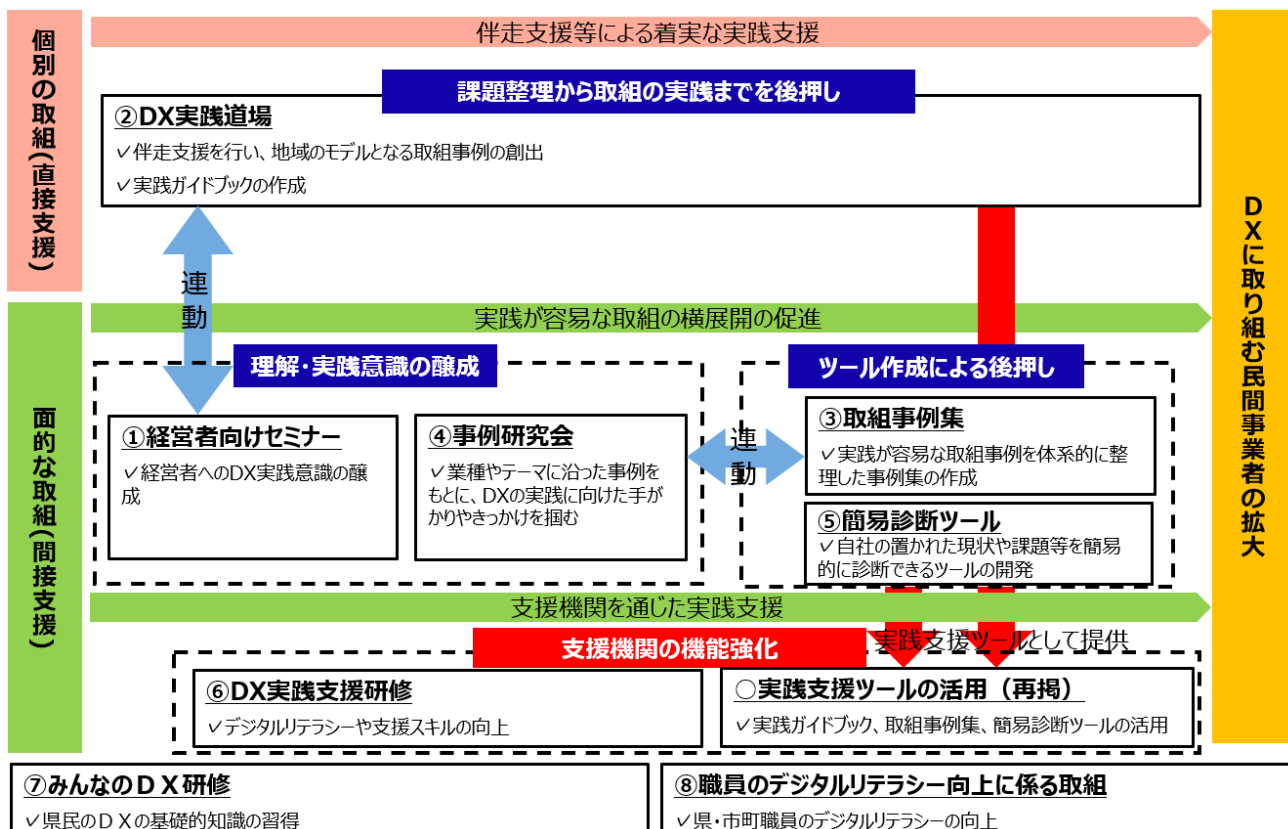 個別の取組(直接支援)
伴走支援等による着実な実践支援
課題整理から取組の実践までを後押し
②DX実践道場
✓伴走支援を行い、地域のモデルとなる取組事例の創出
✓実践ガイドブックの作成
連動
面的な取組(間接支援)
実践が容易な取組の横展開の促進
理解・実践意識の醸成
①経営者向けセミナー
✓経営者へのDX実践意識の醸
成
④事例研究会
✓業種やテーマに沿った事例を
もとに、DXの実践に向けた手が
かりやきっかけを掴む
連動
ツール作成による後押し
③取組事例集
✓実践が容易な取組事例を体系的に整
理した事例集の作成
⑤簡易診断ツール
✓自社の置かれた現状や課題等を簡易
的に診断できるツールの開発
支援機関を通じた実践支援
支援機関の機能強化
実践支援ツールとして提供
⑥DX実践支援研修
✓デジタルリテラシーや支援スキルの向上
○実践支援ツールの活用（再掲）
✓実践ガイドブック、取組事例集、簡易診断ツールの活用
DXに取り組む民間事業者の拡大
⑦みんなのＤＸ研修
✓県民のＤＸの基礎的知識の習得
⑧職員のデジタルリテラシー向上に係る取組
✓県・市町職員のデジタルリテラシーの向上